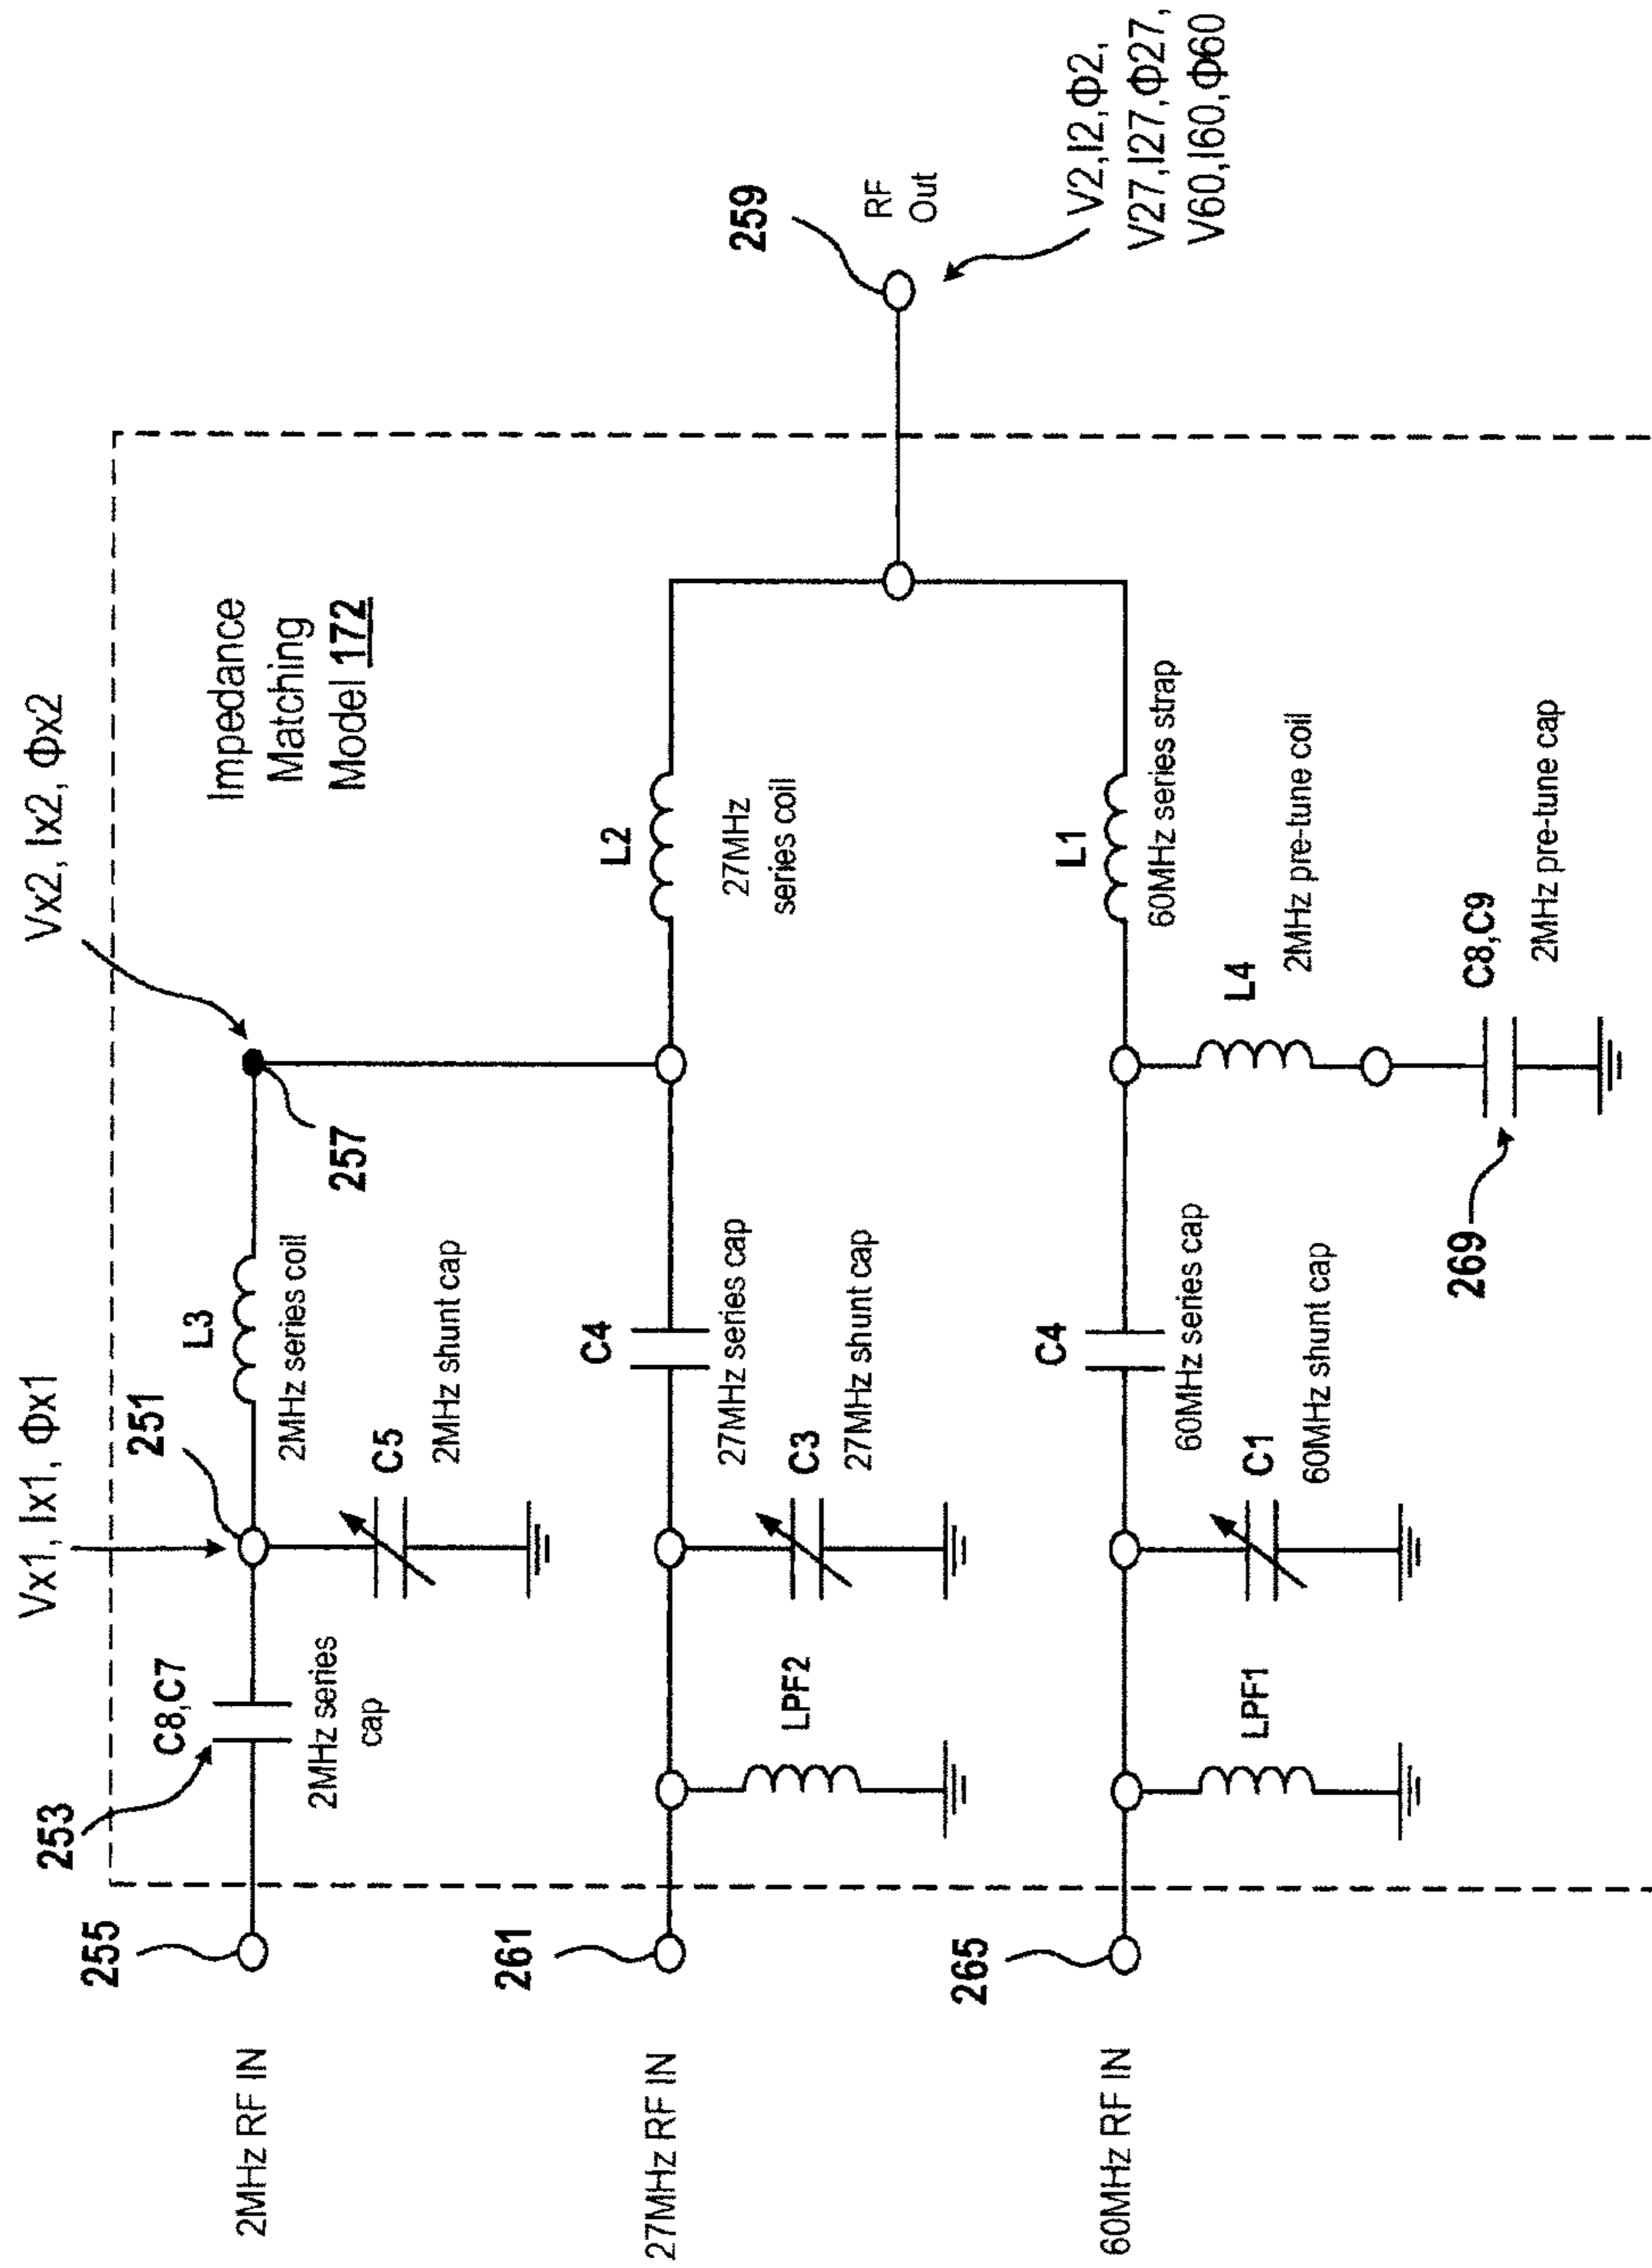 Vx1, Ix1, Φx1
Vx2, Ix2, Φx2
253
251
257
255
2MHz RF IN
C8,C7
2MHz series
cap
L3
2MHz series coil
C5
2MHz shunt cap
Impedance
Matching
Model 172
261
27MHz RF IN
LPF2
C3
27MHz shunt cap
C4
27MHz series cap
L2
27MHz
series coil
259
RF
Out
V2,I2,Φ2,
V27,I27,Φ27,
V60,I60,Φ60
265
60MHz RF IN
LPF1
C1
60MHz shunt cap
C4
60MHz series cap
L1
60MHz series strap
L4
2MHz pre-tune coil
269
C8,C9
2MHz pre-tune cap